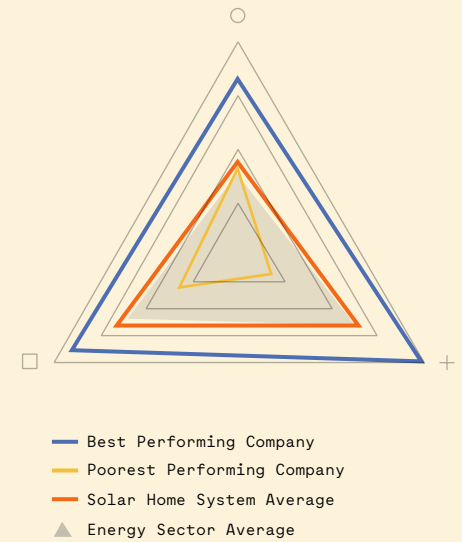 Best Performing Company
Poorest Performing Company
Solar Home System Average
Energy Sector Average